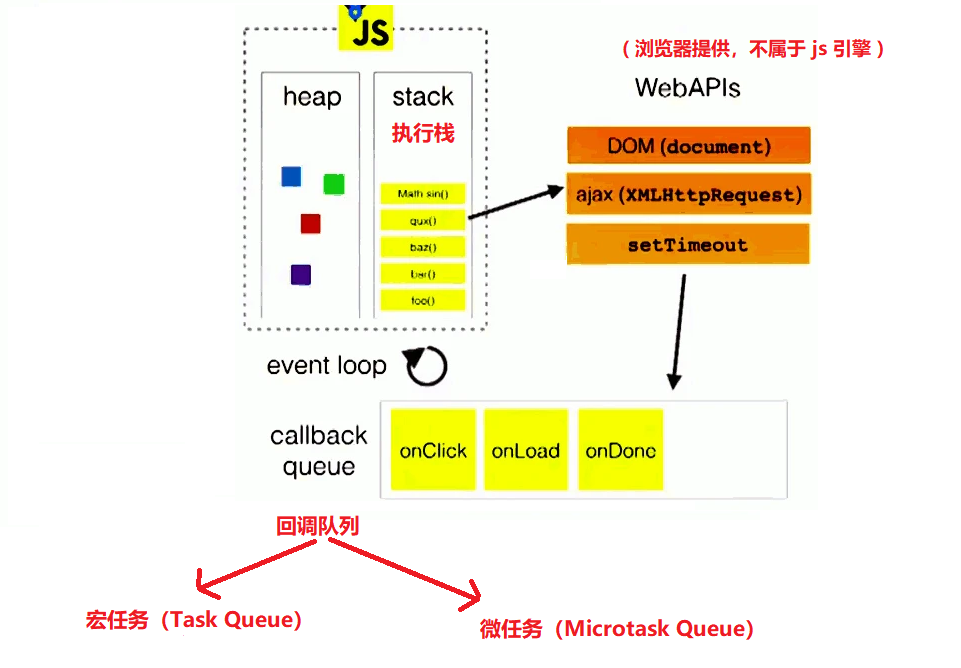 JS
(浏览器提供，不属于 js 引擎)
WebAPIs
heap
stack
执行栈
DOM (document)
Math sin()
ajax (XMLHttpRequest)
qux()
setTimeout
baz()
bar()
foo()
event loop
callback
queue
onClick
onLoad
onDone
回调队列
宏任务（Task Queue）
微任务（Microtask Queue）